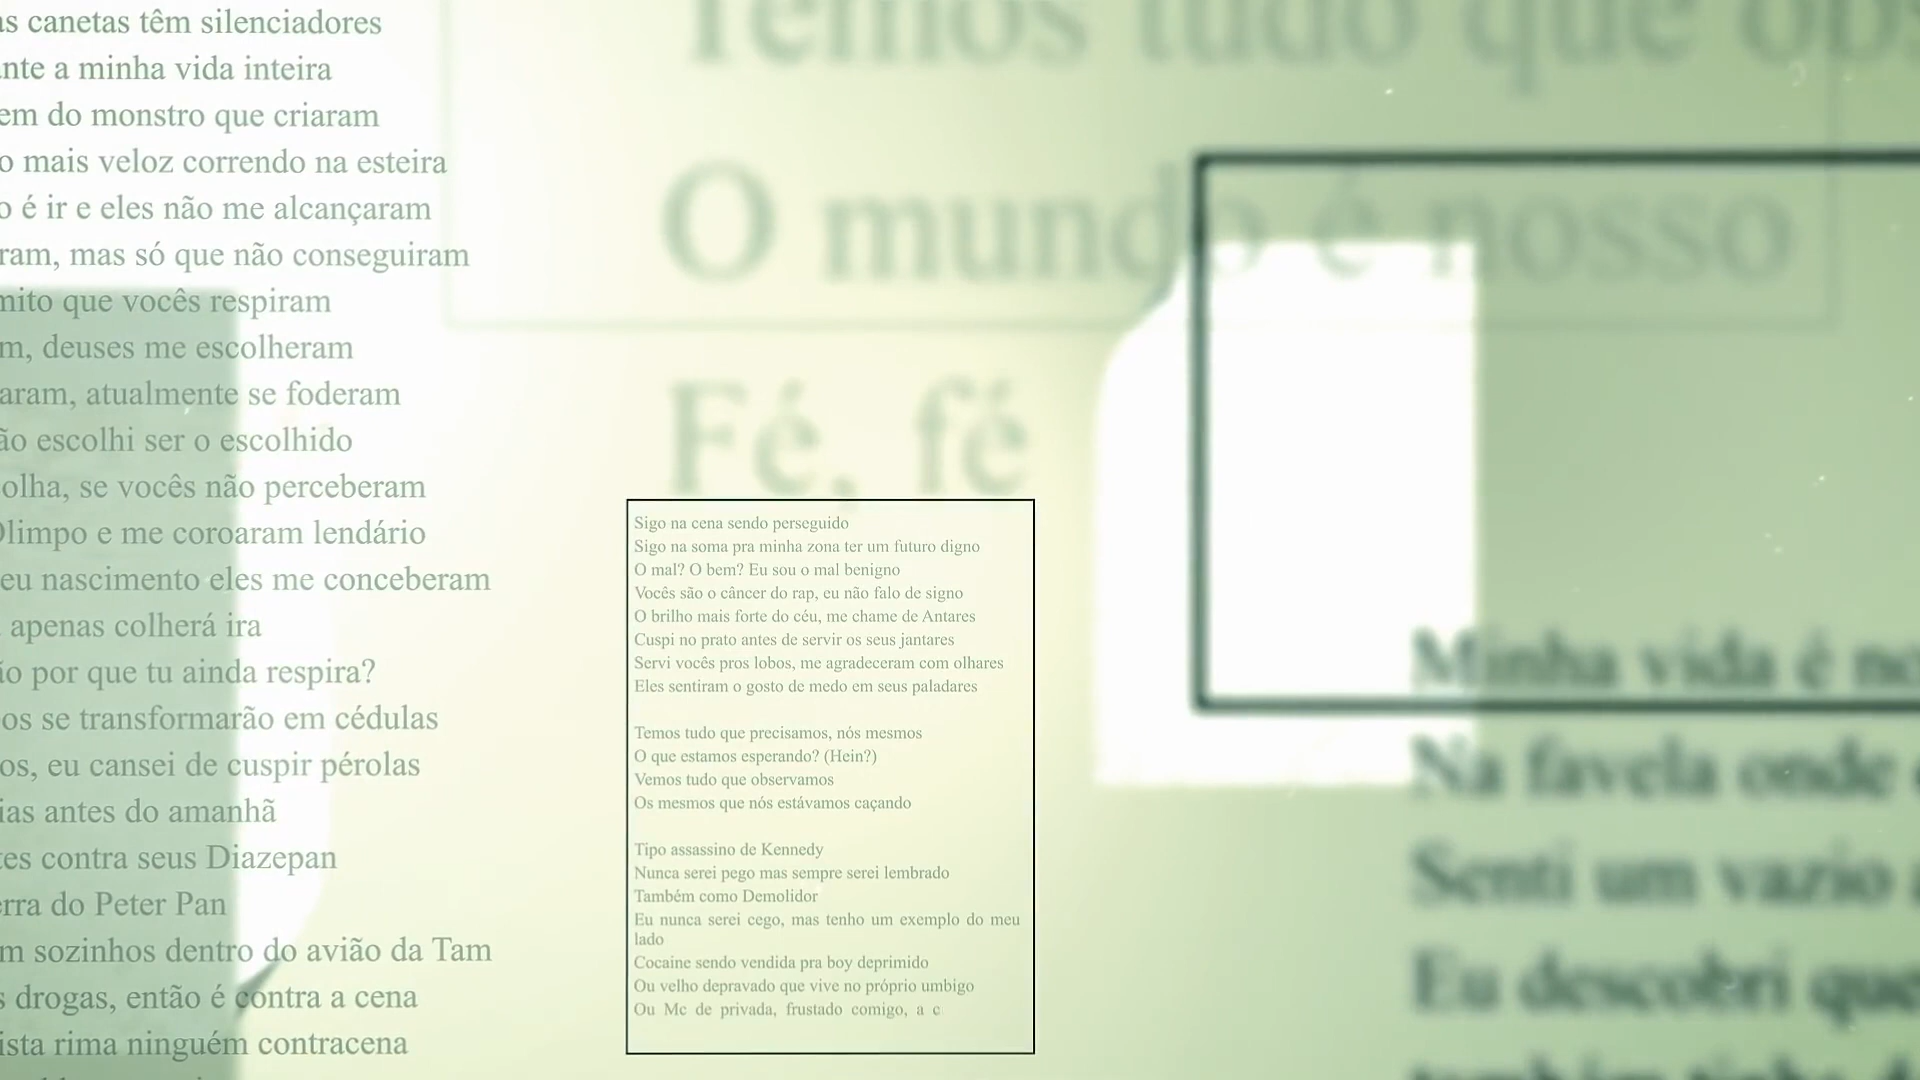 as canetas têm silenciadores
ante a minha vida inteira
em do monstro que criaram
o mais veloz correndo na esteira
o é ir e eles não me alcançaram
ram, mas só que não conseguiram
mito que vocês respiram
m, deuses me escolheram
aram, atualmente se foderam
ão escolhi ser o escolhido
olha, se vocês não perceberam
Olimpo e me coroaram lendário
eu nascimento eles me conceberam
apenas colherá ira
ão por que tu ainda respira?
os se transformarão em cédulas
os, eu cansei de cuspir pérolas
ias antes do amanhã
tes contra seus Diazepan
erra do Peter Pan
m sozinhos dentro do avião da Tam
s drogas, então é contra a cena
ista rima ninguém contracena
Temos tudo que obs
O mundo é nosso
Fé, fé
Sigo na cena sendo perseguido
Sigo na soma pra minha zona ter um futuro digno
O mal? O bem? Eu sou o mal benigno
Vocês são o câncer do rap, eu não falo de signo
O brilho mais forte do céu, me chame de Antares
Cuspi no prato antes de servir os seus jantares
Servi vocês pros lobos, me agradeceram com olhares
Eles sentiram o gosto de medo em seus paladares
Temos tudo que precisamos, nós mesmos
O que estamos esperando? (Hein?)
Vemos tudo que observamos
Os mesmos que nós estávamos caçando
Tipo assassino de Kennedy
Nunca serei pego mas sempre serei lembrado
Também como Demolidor
Eu nunca serei cego, mas tenho um exemplo do meu
lado
Cocaine sendo vendida pra boy deprimido
Ou velho depravado que vive no próprio umbigo
Ou Mc de privada, frustado comigo, a c
Minha vida é no
Na favela onde
Senti um vazio a
Eu descobri que